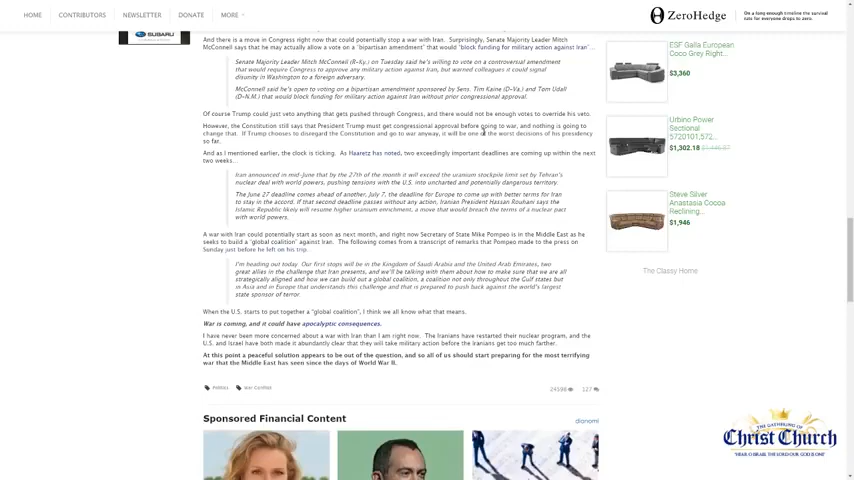 HOME CONTRIBUTORS NEWSLETTER DONATE MORE
ZeroHedge
On a long enough timeline the survival
rate for everyone drops to zero.
SUBARU
And there is a move in Congress right now that could potentially stop a war with Iran. Surprisingly, Senate Majority Leader Mitch
McConnell says that he may actually allow a vote on a "bipartisan amendment" that would "block funding for military action against Iran"...
Senate Majority Leader Mitch McConnell (R-Ky.) on Tuesday said he's willing to vote on a controversial amendment
that would require Congress to approve any military action against Iran, but warned colleagues it could signal
disunity in Washington to a foreign adversary.
McConnell said he's open to voting on a bipartisan amendment sponsored by Sens. Tim Kaine (D-Va.) and Tom Udall
(D-N.M.) that would block funding for military action against Iran without prior congressional approval.
Of course Trump could just veto anything that gets pushed through Congress, and there would not be enough votes to override his veto.
However, the Constitution still says that President Trump must get congressional approval before going to war, and nothing is going to
change that. If Trump chooses to disregard the Constitution and go to war anyway, it will be one of the worst decisions of his presidency
so far.
And as I mentioned earlier, the clock is ticking. As Haaretz has noted, two exceedingly important deadlines are coming up within the next
two weeks...
Iran announced in mid-June that by the 27th of the month it will exceed the uranium stockpile limit set by Tehran's
nuclear deal with world powers, pushing tensions with the U.S. into uncharted and potentially dangerous territory.
The June 27 deadline comes ahead of another, July 7, the deadline for Europe to come up with better terms for Iran
to stay in the accord. If that second deadline passes without any action, Iranian President Hassan Rouhani says the
Islamic Republic will likely resume higher uranium enrichment, a move that would breach the terms of a nuclear pact
with world powers.
A war with Iran could potentially start as soon as next month, and right now Secretary of State Mike Pompeo is in the Middle East as he
seeks to build a "global coalition" against Iran. The following comes from a transcript of remarks that Pompeo made to the press on
Sunday just before he left on his trip...
I'm heading out today. Our first stops will be in the Kingdom of Saudi Arabia and the United Arab Emirates, two
great allies in the challenge that Iran presents, and we'll be talking with them about how to make sure that we are all
strategically aligned and how we can build out a global coalition, a coalition not only throughout the Gulf states but
in Asia and in Europe that understands this challenge and that is prepared to push back against the world's largest
state sponsor of terror.
When the U.S. starts to put together a "global coalition", I think we all know what that means.
War is coming, and it could have apocalyptic consequences.
I have never been more concerned about a war with Iran than I am right now. The Iranians have restarted their nuclear program, and the
U.S. and Israel have both made it abundantly clear that they will take military action before the Iranians get too much farther.
At this point a peaceful solution appears to be out of the question, and so all of us should start preparing for the most terrifying
war that the Middle East has seen since the days of World War II.
Politics War Conflict
24596 127
Sponsored Financial Content
dianomi
ESF Galla European
Coco Grey Right...
$3,360
Urbino Power
Sectional
5720101,572...
$1,302.18
Steve Silver
Anastasia Cocoa
Reclining...
$1,946
The Classy Home
THE GATHERING OF
CHRIST CHURCH
"HEAR, O ISRAEL THE LORD OUR GOD IS ONE"